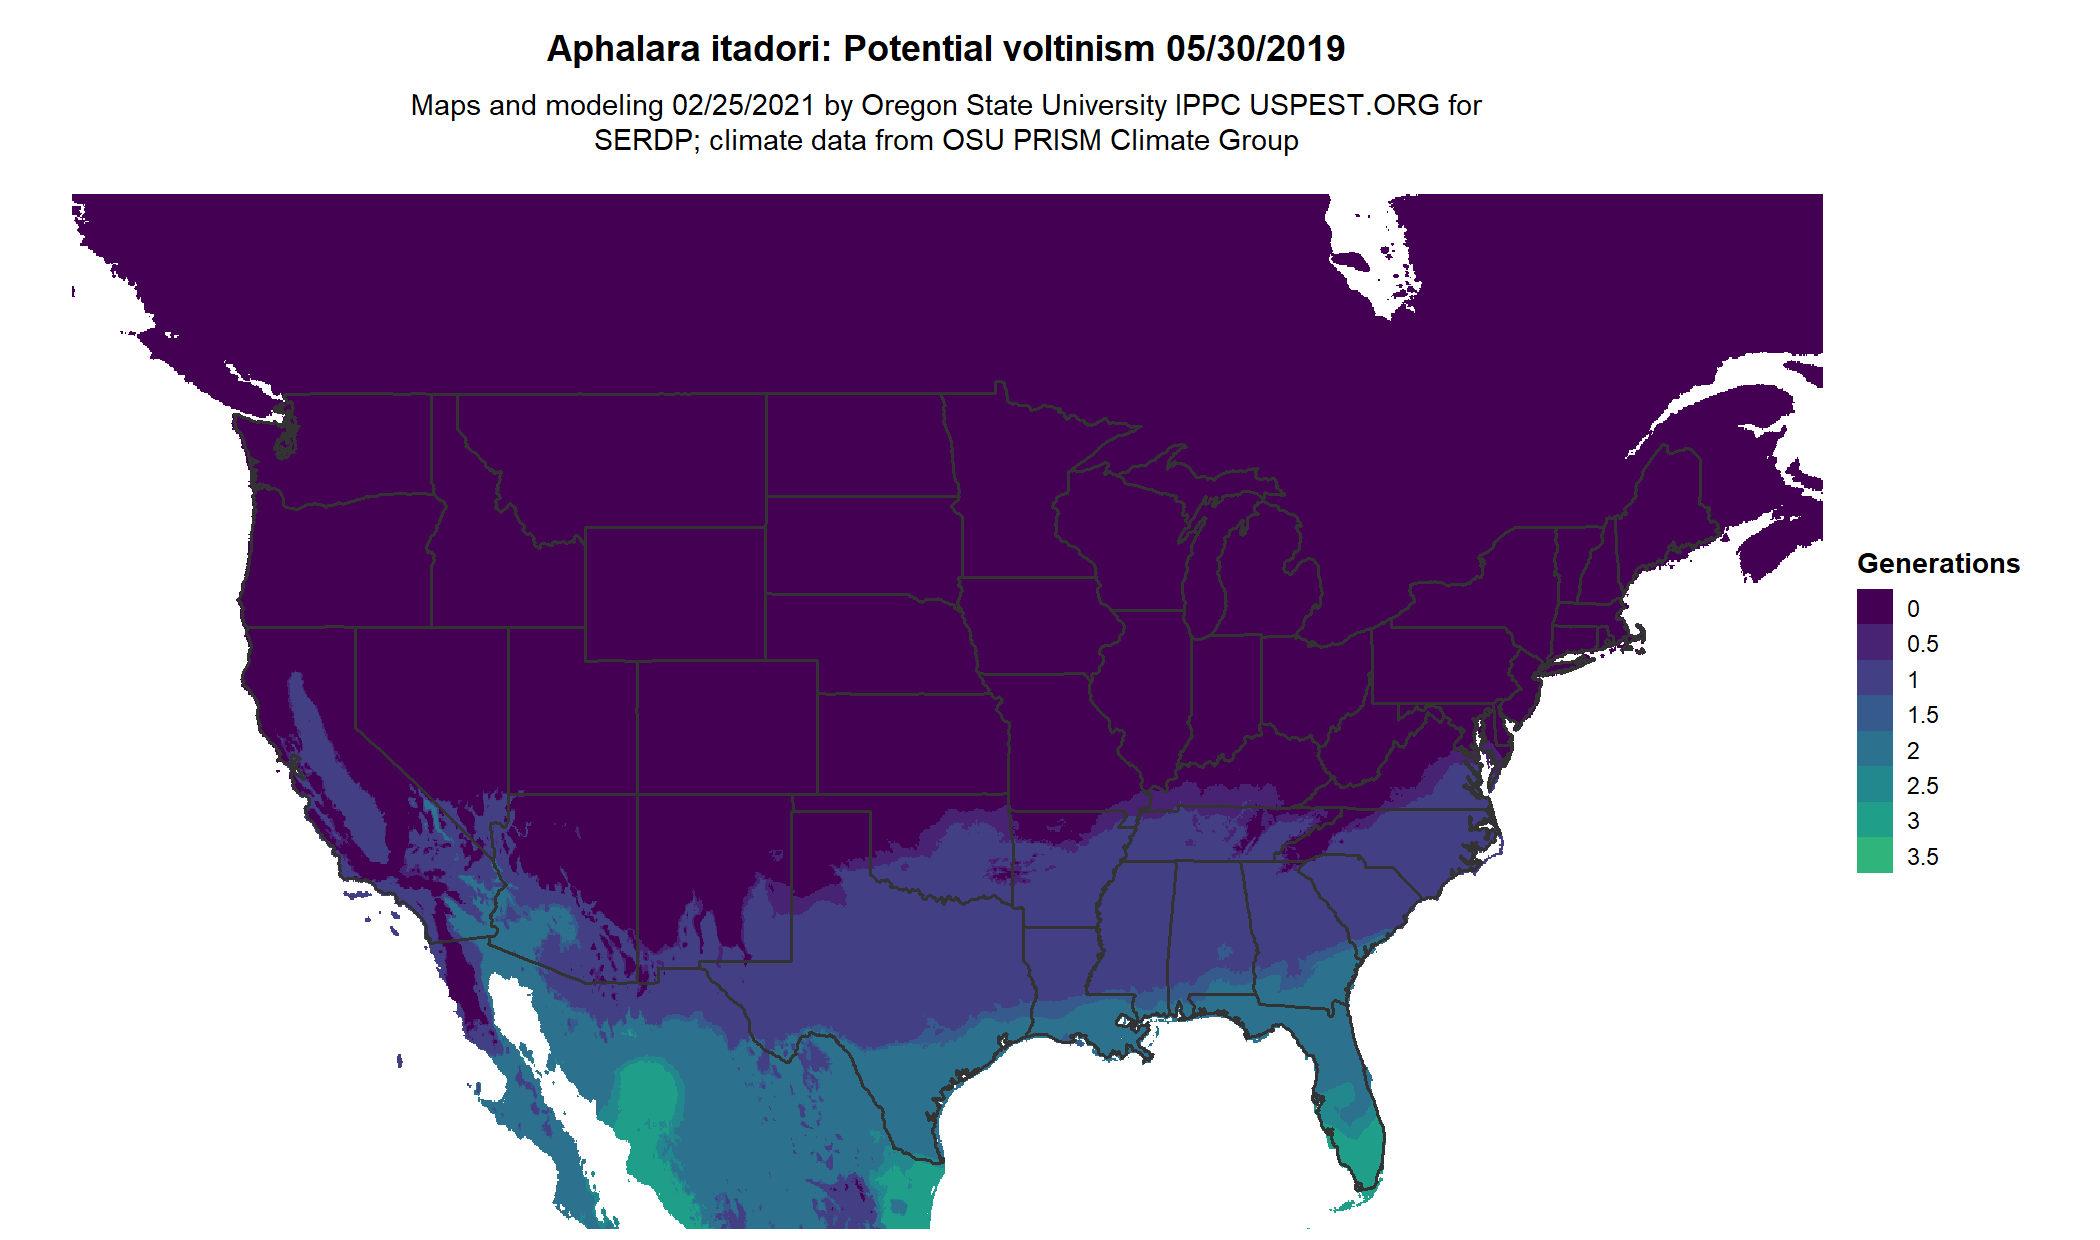 Aphalara itadori: Potential voltinism 05/30/2019
Maps and modeling 02/25/2021 by Oregon State University IPPC USPEST.ORG for
SERDP; climate data from OSU PRISM Climate Group
Generations
0
0.5
1
1.5
2
2.5
3
3.5